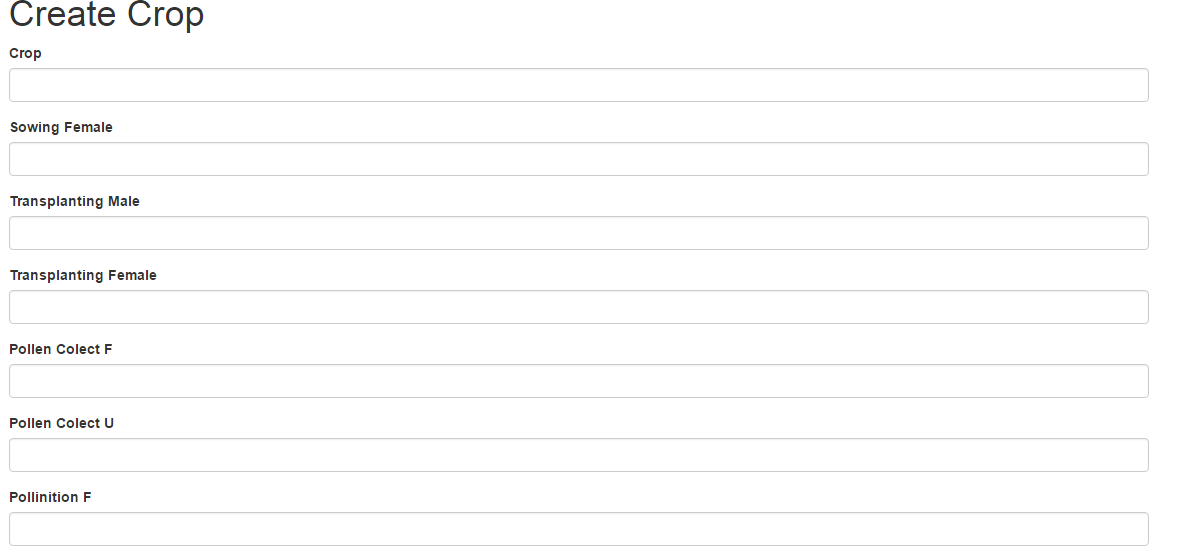 Create Crop
Crop
Sowing Female
Transplanting Male
Transplanting Female
Pollen Colect F
Pollen Colect U
Pollinition F